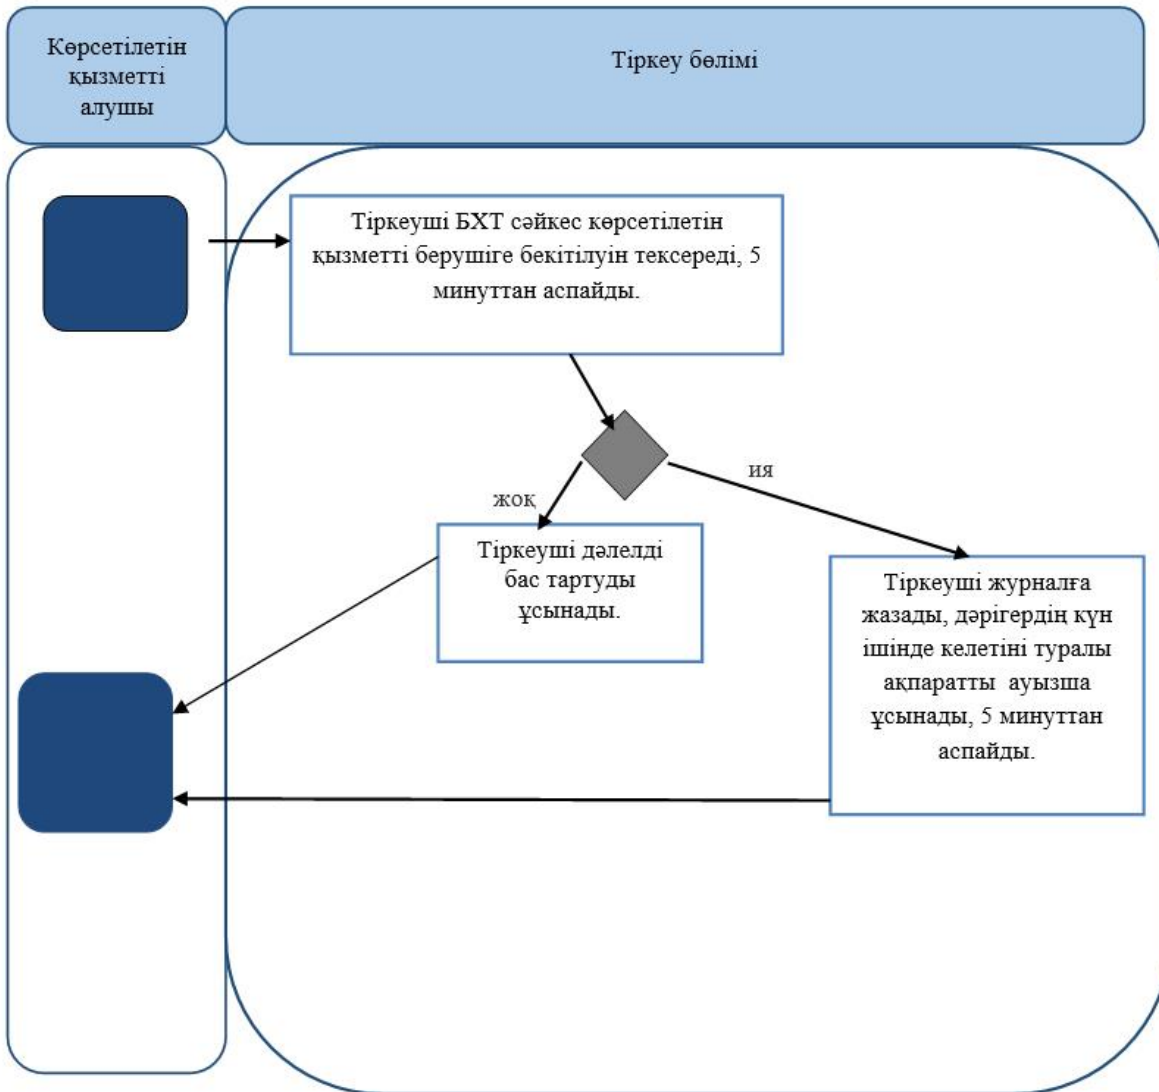 Көрсетілетін
қызметті
алушы
Тіркеу бөлімі
Тіркеуші БХТ сәйкес көрсетілетін
қызметті берушіге бекітілуін тексереді, 5
минуттан аспайды.
жоқ
ия
Тіркеуші дәлелді
бас тартуды
ұсынады.
Тіркеуші журналға
жазады, дәрігердің күн
ішінде келетіні туралы
ақпаратты ауызша
ұсынады, 5 минуттан
аспайды.